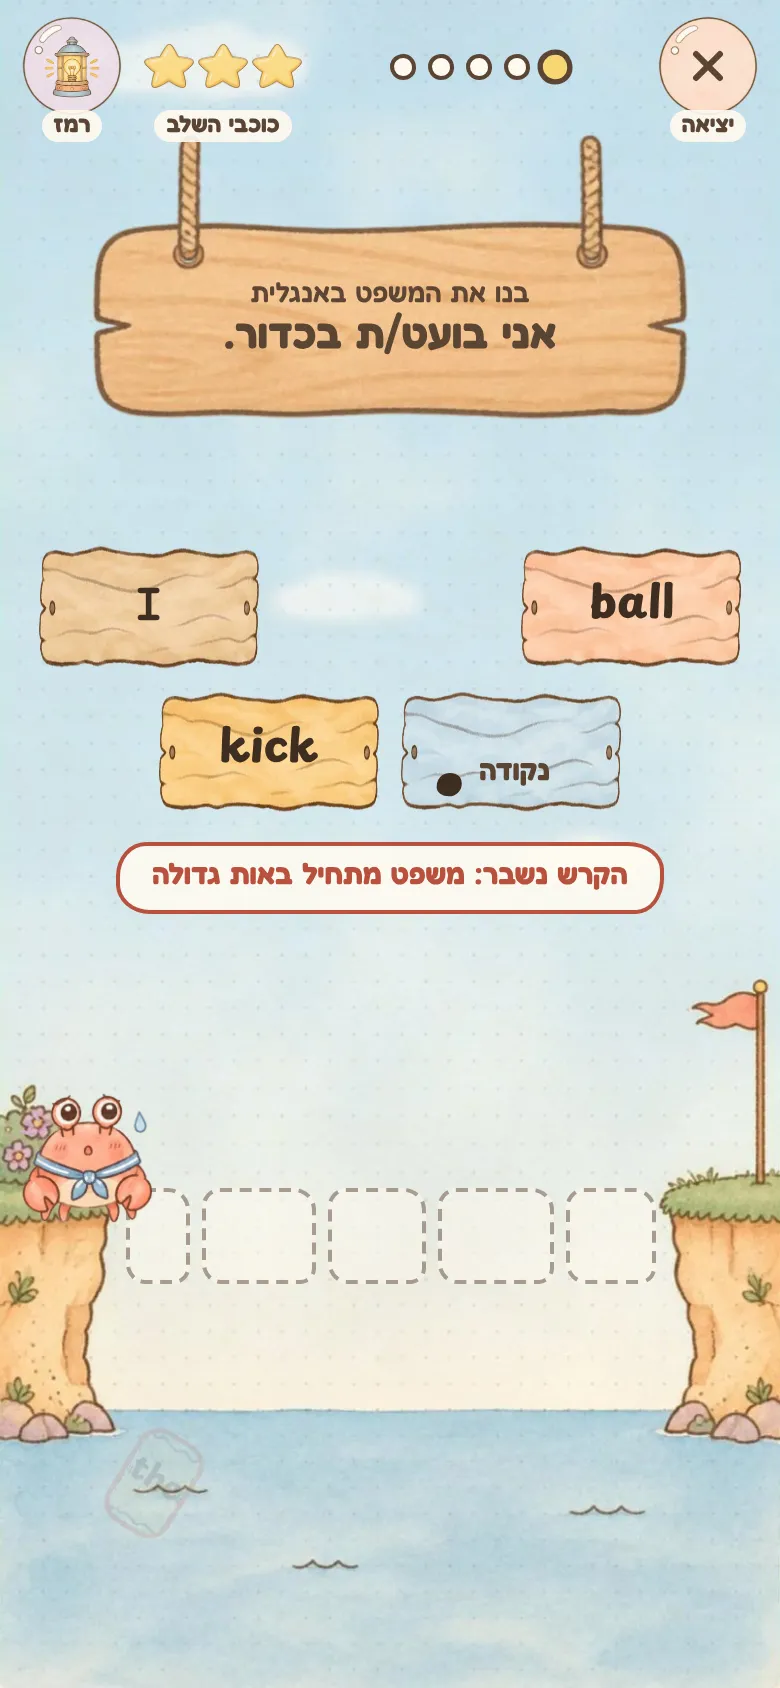 רמז
כוכבי השלב
יציאה
בנו את המשפט באנגלית
אני בועט/ת בכדור.
I
ball
kick
. נקודה
הקרש נשבר: משפט מתחיל באות גדולה
the